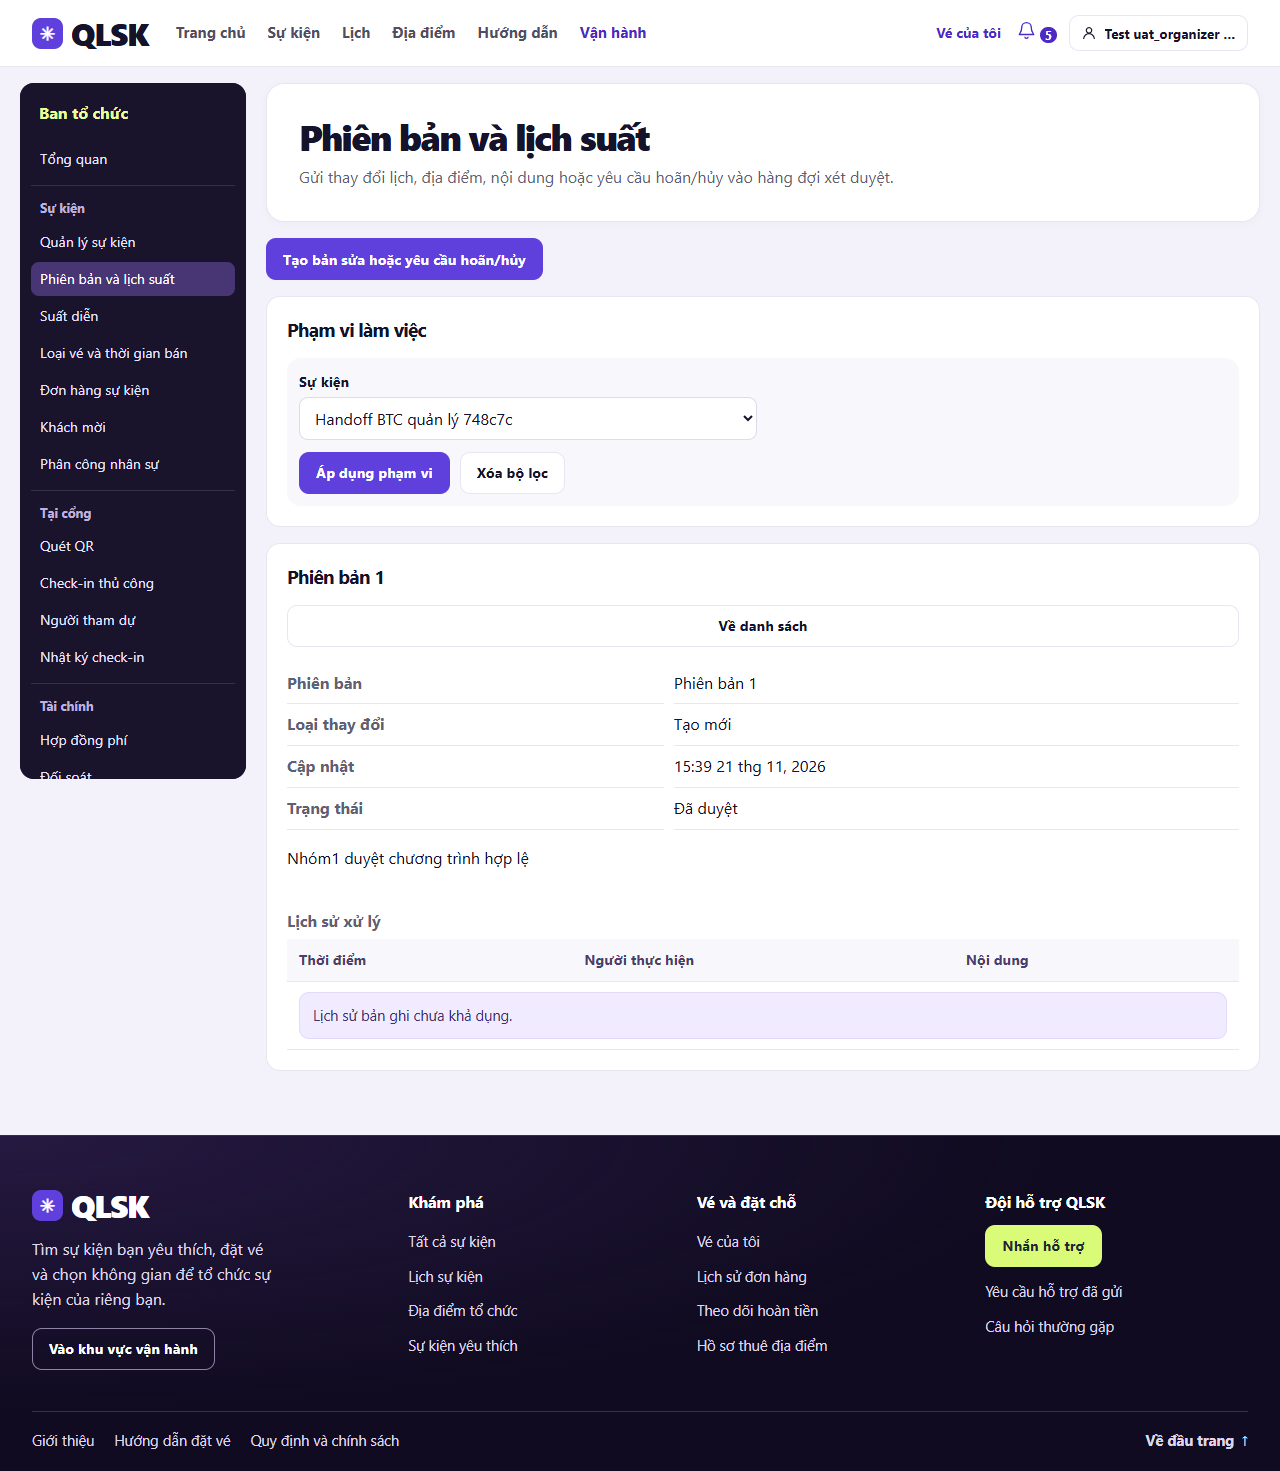 QLSK
Trang chủ
Sự kiện
Lịch
Địa điểm
Hướng dẫn
Vận hành
Vé của tôi
5
Test uat_organizer ...
Ban tổ chức
Tổng quan
Sự kiện
Quản lý sự kiện
Phiên bản và lịch suất
Suất diễn
Loại vé và thời gian bán
Đơn hàng sự kiện
Khách mời
Phân công nhân sự
Tại cổng
Quét QR
Check-in thủ công
Người tham dự
Nhật ký check-in
Tài chính
Hợp đồng phí
Đối soát
Phiên bản và lịch suất
Gửi thay đổi lịch, địa điểm, nội dung hoặc yêu cầu hoãn/hủy vào hàng đợi xét duyệt.
Tạo bản sửa hoặc yêu cầu hoãn/hủy
Phạm vi làm việc
Sự kiện
Handoff BTC quản lý 748c7c
Áp dụng phạm vi
Xóa bộ lọc
Phiên bản 1
Về danh sách
Phiên bản
Phiên bản 1
Loại thay đổi
Tạo mới
Cập nhật
15:39 21 thg 11, 2026
Trạng thái
Đã duyệt
Nhóm1 duyệt chương trình hợp lệ
Lịch sử xử lý
Thời điểm
Người thực hiện
Nội dung
Lịch sử bản ghi chưa khả dụng.
QLSK
Tìm sự kiện bạn yêu thích, đặt vé
và chọn không gian để tổ chức sự
kiện của riêng bạn.
Vào khu vực vận hành
Khám phá
Tất cả sự kiện
Lịch sự kiện
Địa điểm tổ chức
Sự kiện yêu thích
Vé và đặt chỗ
Vé của tôi
Lịch sử đơn hàng
Theo dõi hoàn tiền
Hồ sơ thuê địa điểm
Đội hỗ trợ QLSK
Nhắn hỗ trợ
Yêu cầu hỗ trợ đã gửi
Câu hỏi thường gặp
Giới thiệu
Hướng dẫn đặt vé
Quy định và chính sách
Về đầu trang ↑